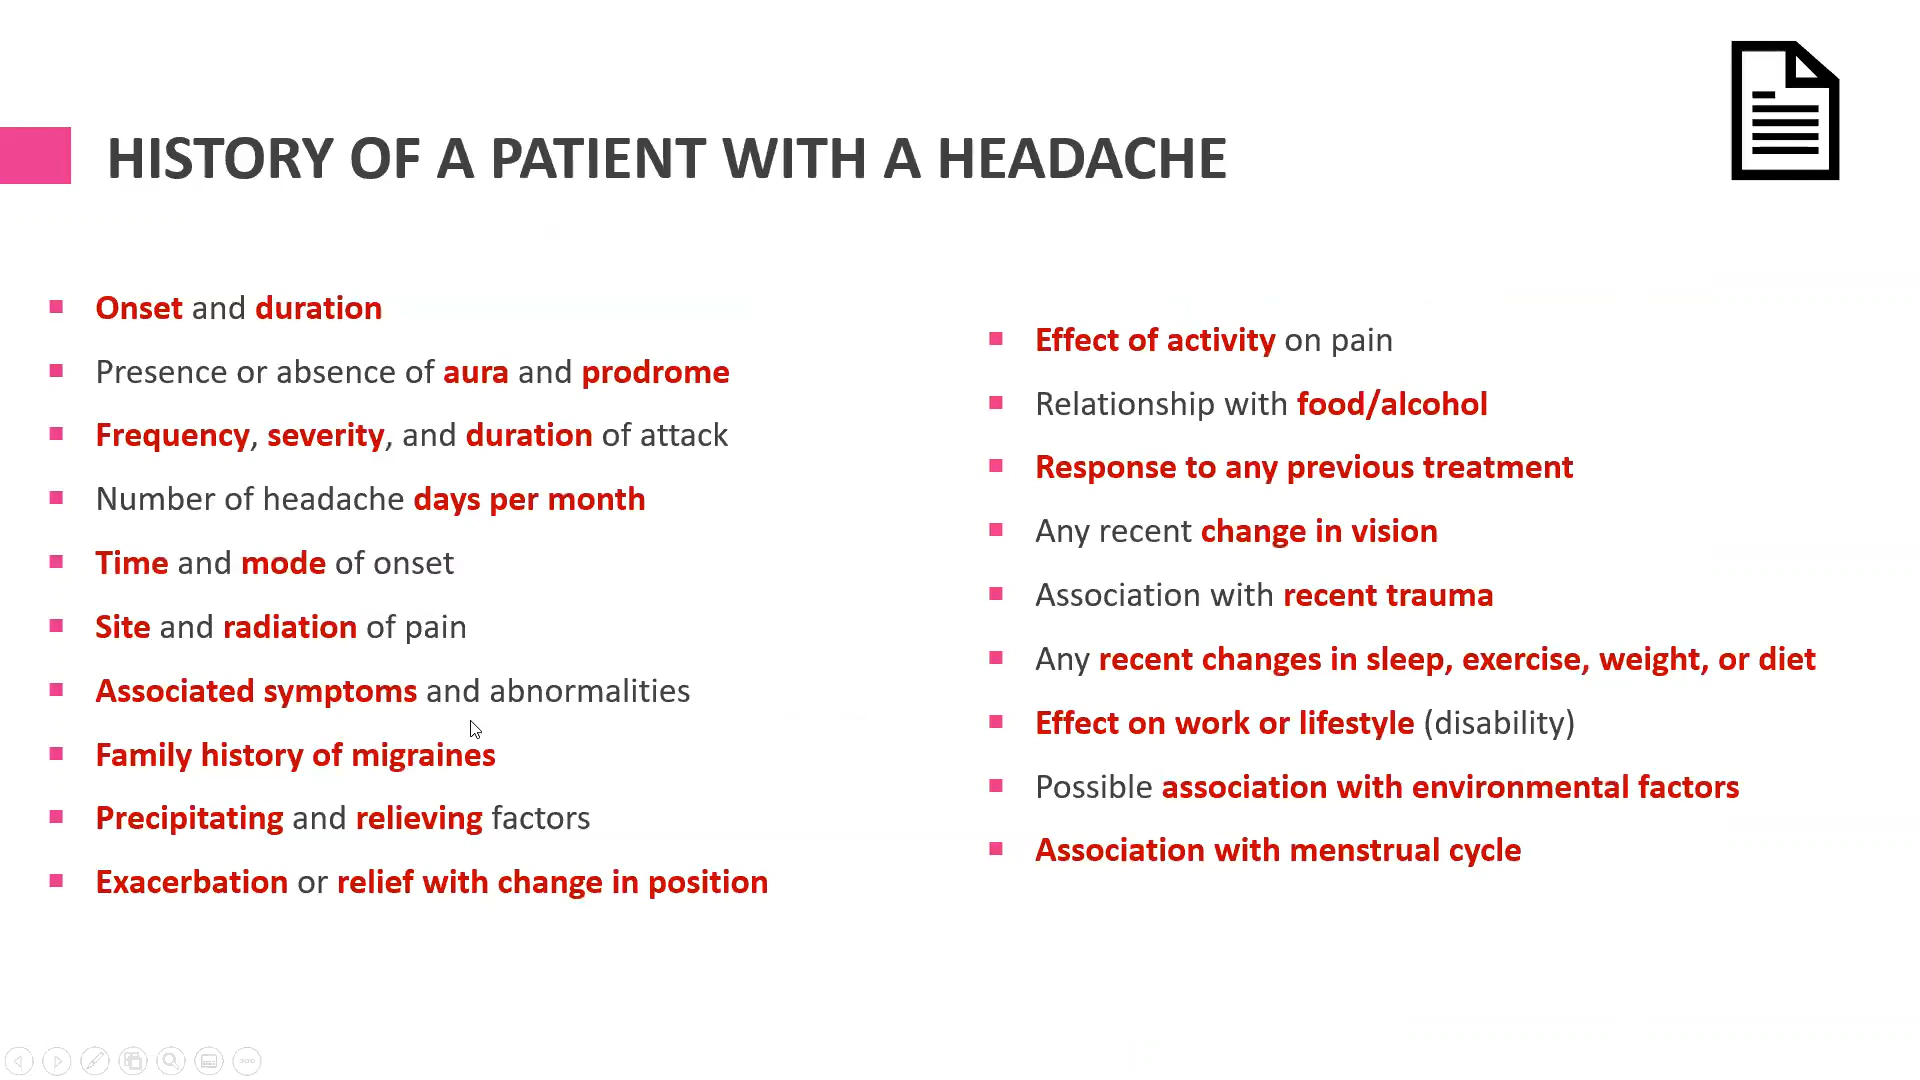 HISTORY OF A PATIENT WITH A HEADACHE
Onset and duration
Presence or absence of aura and prodrome
Frequency, severity, and duration of attack
Number of headache days per month
Time and mode of onset
Site and radiation of pain
Associated symptoms and abnormalities
Family history of migraines
Precipitating and relieving factors
Exacerbation or relief with change in position
Effect of activity on pain
Relationship with food/alcohol
Response to any previous treatment
Any recent change in vision
Association with recent trauma
Any recent changes in sleep, exercise, weight, or diet
Effect on work or lifestyle (disability)
Possible association with environmental factors
Association with menstrual cycle